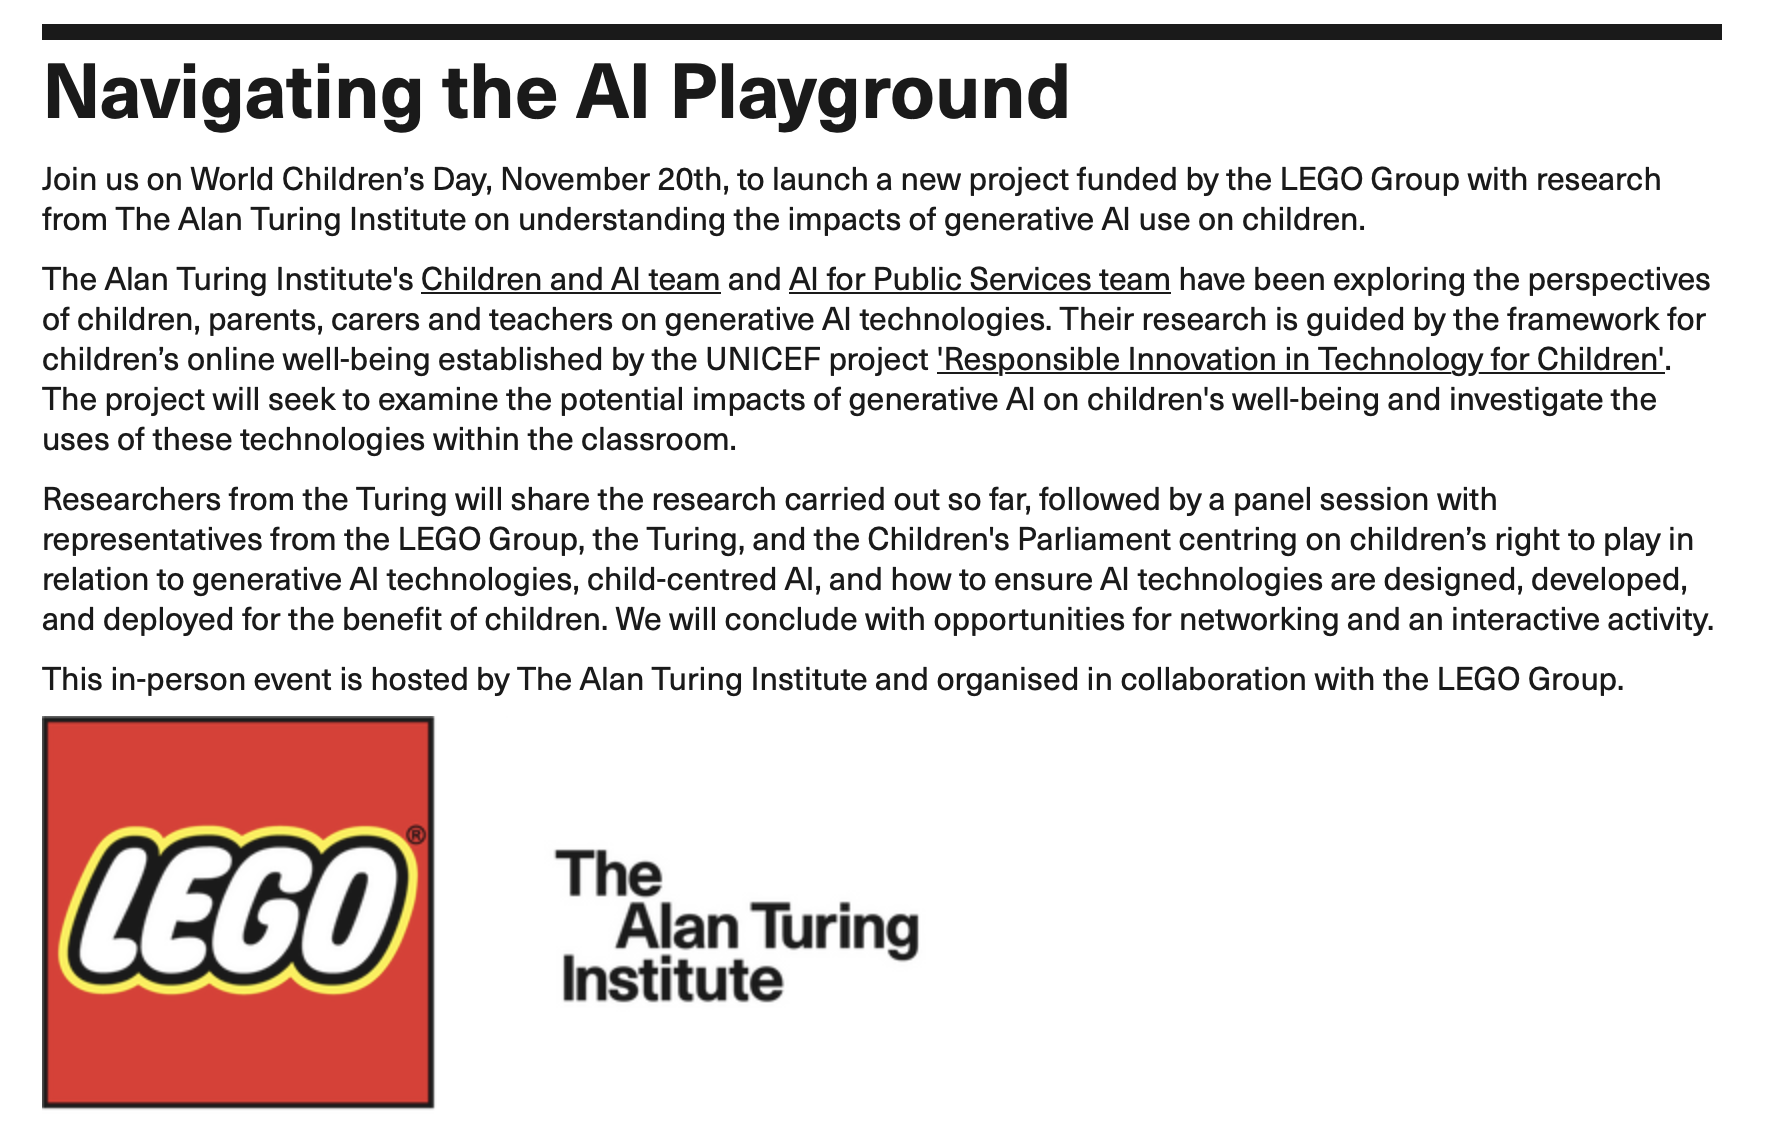 Navigating the AI Playground
Join us on World Children’s Day, November 20th, to launch a new project funded by the LEGO Group with research
from The Alan Turing Institute on understanding the impacts of generative AI use on children.
The Alan Turing Institute's Children and AI team and AI for Public Services team have been exploring the perspectives
of children, parents, carers and teachers on generative AI technologies. Their research is guided by the framework for
children’s online well-being established by the UNICEF project 'Responsible Innovation in Technology for Children'.
The project will seek to examine the potential impacts of generative AI on children's well-being and investigate the
uses of these technologies within the classroom.
Researchers from the Turing will share the research carried out so far, followed by a panel session with
representatives from the LEGO Group, the Turing, and the Children's Parliament centring on children’s right to play in
relation to generative AI technologies, child-centred AI, and how to ensure AI technologies are designed, developed,
and deployed for the benefit of children. We will conclude with opportunities for networking and an interactive activity.
This in-person event is hosted by The Alan Turing Institute and organised in collaboration with the LEGO Group.
LEGO®
The
Alan Turing
Institute